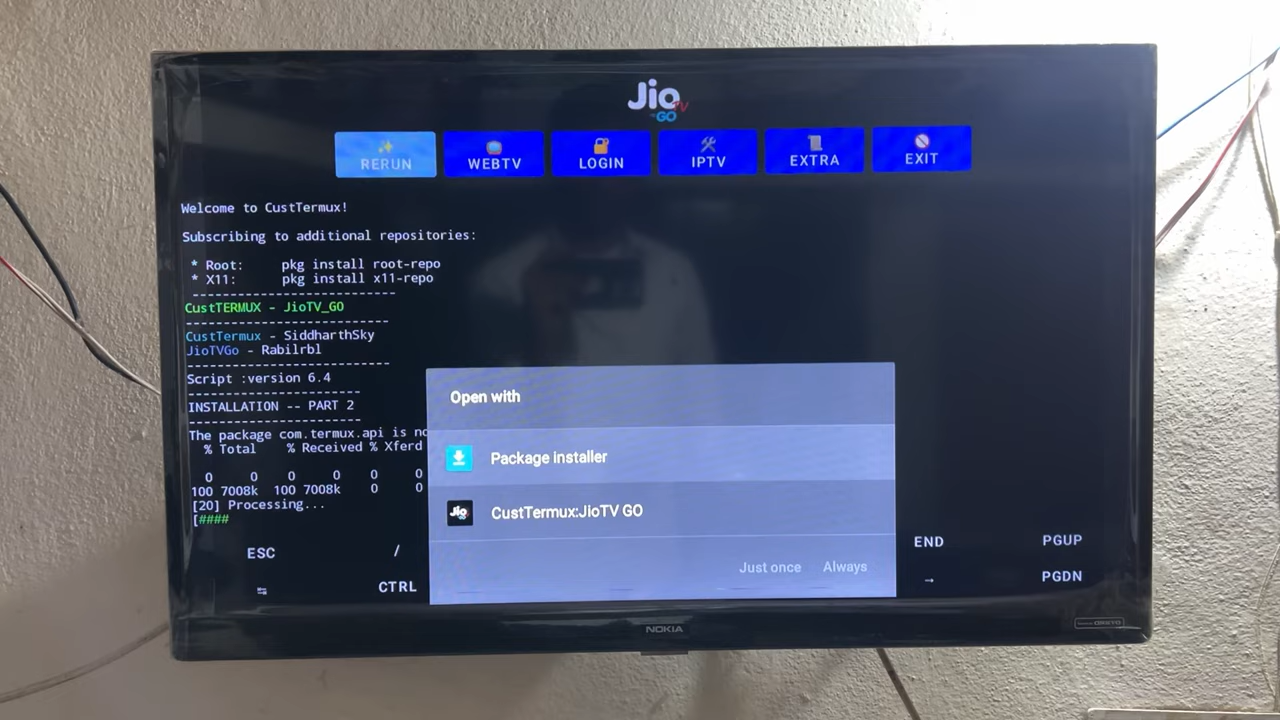 Jio
TV
GO
RERUN
WEBTV
LOGIN
IPTV
EXTRA
EXIT
Welcome to CustTermux!
Subscribing to additional repositories:
* Root: pkg install root-repo
* X11: pkg install x11-repo
---------------------------
CustTERMUX - JioTV_GO
---------------------------
CustTermux - SiddharthSky
JioTVGo - Rabilrbl
---------------------------
Script :version 6.4
-----------------------
INSTALLATION -- PART 2
-----------------------
The package com.termux.api is no
% Total % Received % Xferd
0 0 0 0 0 0
100 7008k 100 7008k 0 0
[20] Processing...
[####
Open with
Package installer
Jio
CustTermux:JioTV GO
Just once Always
ESC / END PGUP
CTRL → PGDN
NOKIA
ONKYO